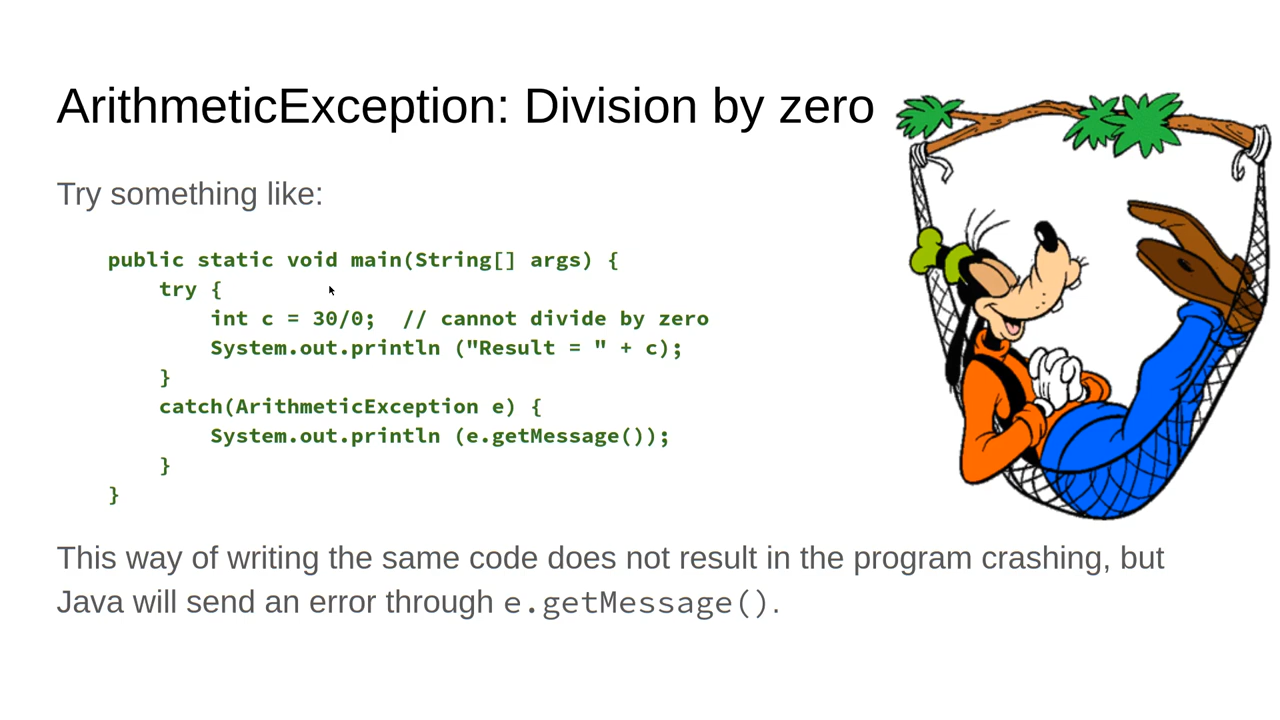 ArithmeticException: Division by zero
Try something like:
public static void main(String[] args) {
    try {
        int c = 30/0;  // cannot divide by zero
        System.out.println ("Result = " + c);
    }
    catch(ArithmeticException e) {
        System.out.println (e.getMessage());
    }
}
This way of writing the same code does not result in the program crashing, but
Java will send an error through e.getMessage().